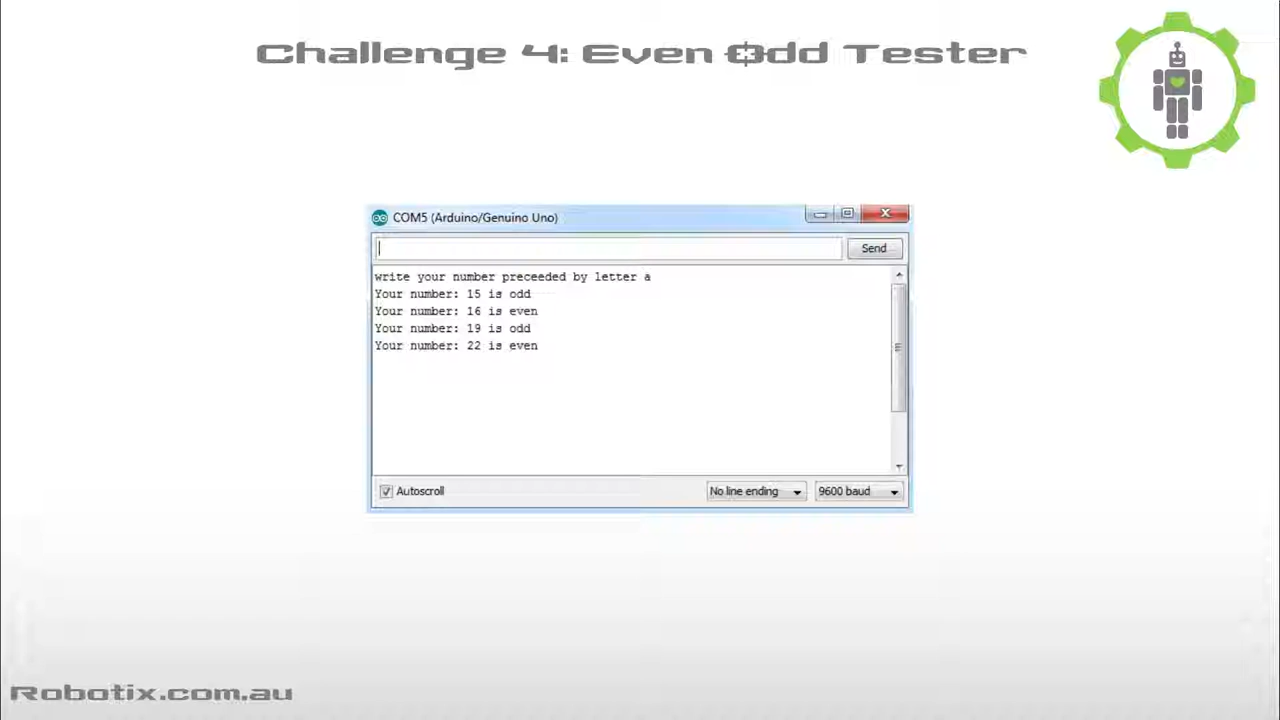 Challenge 4: Even Odd Tester
COM5 (Arduino/Genuino Uno)
Send
write your number preceeded by letter a
Your number: 15 is odd
Your number: 16 is even
Your number: 19 is odd
Your number: 22 is even
Autoscroll
No line ending
9600 baud
Robotix.com.au